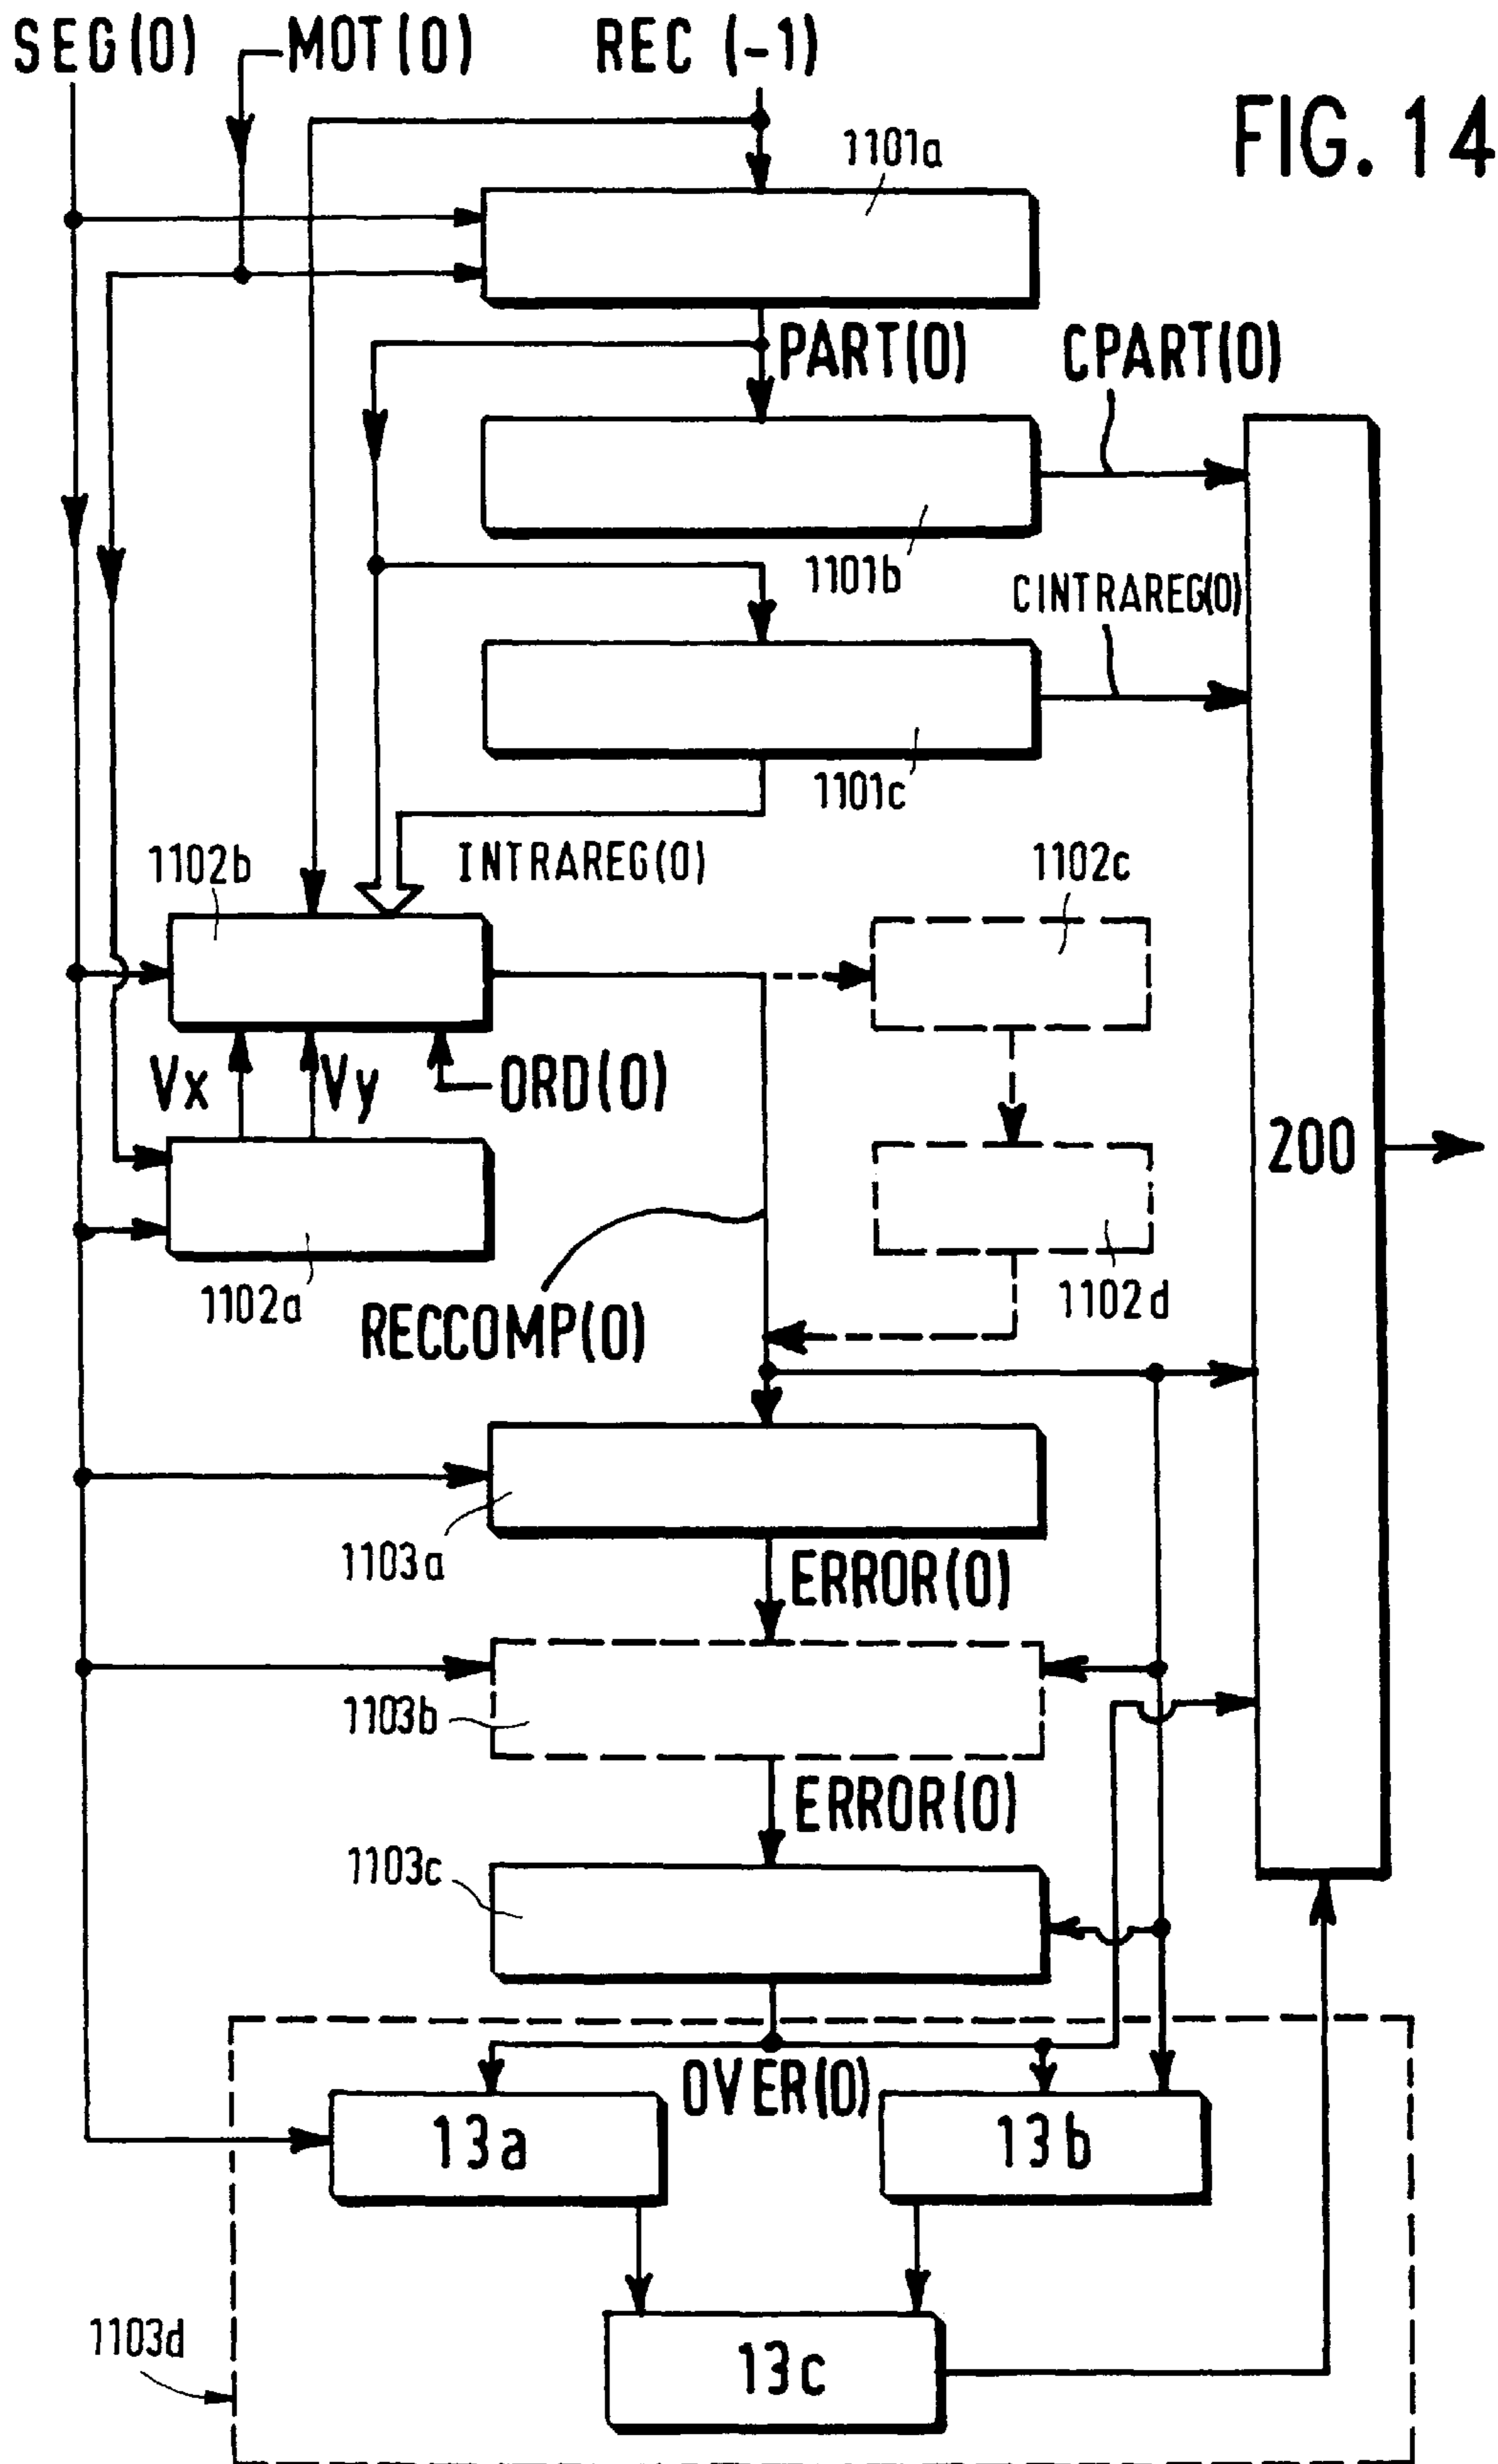 SEG(0)
MOT(0)
REC (-1)
FIG. 14
1101a
PART(0)
CPART(0)
1101b
CINTRAREG(0)
1101c
INTRAREG(0)
1102b
1102c
Vx
Vy
ORD(0)
200
1102a
1102d
RECCOMP(0)
1103a
ERROR(0)
1103b
ERROR(0)
1103c
OVER(0)
13a
13b
1103d
13c